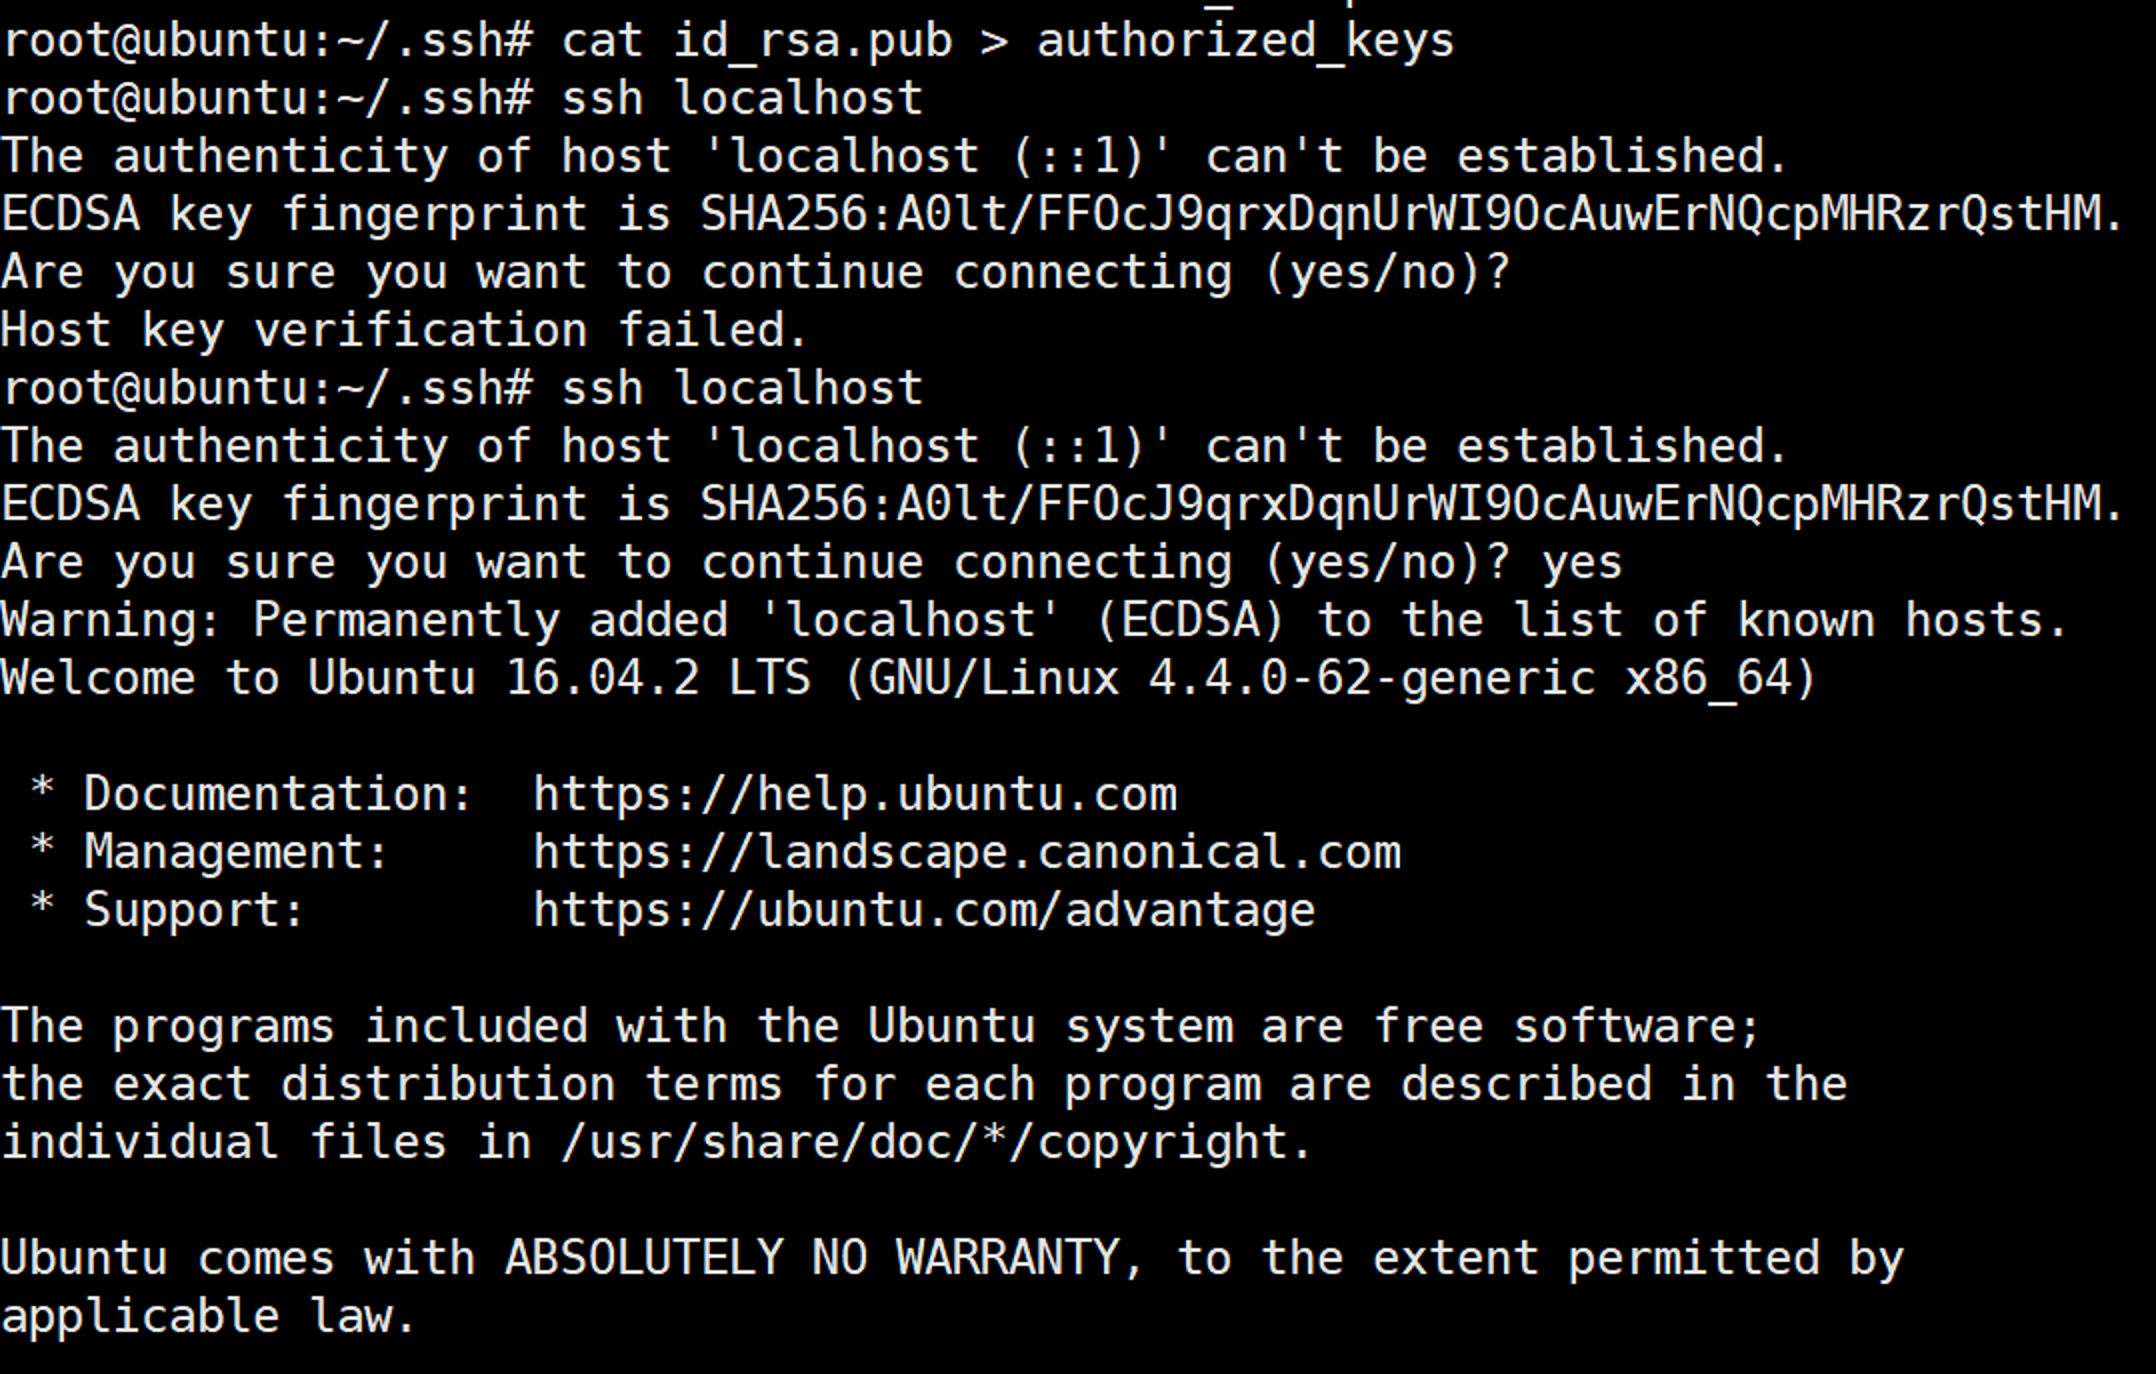 root@ubuntu:~/.ssh# cat id_rsa.pub > authorized_keys
root@ubuntu:~/.ssh# ssh localhost
The authenticity of host 'localhost (::1)' can't be established.
ECDSA key fingerprint is SHA256:A0lt/FFOcJ9qrxDqnUrWI9OcAuwErNQcpMHRzrQstHM.
Are you sure you want to continue connecting (yes/no)?
Host key verification failed.
root@ubuntu:~/.ssh# ssh localhost
The authenticity of host 'localhost (::1)' can't be established.
ECDSA key fingerprint is SHA256:A0lt/FFOcJ9qrxDqnUrWI9OcAuwErNQcpMHRzrQstHM.
Are you sure you want to continue connecting (yes/no)? yes
Warning: Permanently added 'localhost' (ECDSA) to the list of known hosts.
Welcome to Ubuntu 16.04.2 LTS (GNU/Linux 4.4.0-62-generic x86_64)
* Documentation:  https://help.ubuntu.com
* Management:     https://landscape.canonical.com
* Support:        https://ubuntu.com/advantage
The programs included with the Ubuntu system are free software;
the exact distribution terms for each program are described in the
individual files in /usr/share/doc/*/copyright.
Ubuntu comes with ABSOLUTELY NO WARRANTY, to the extent permitted by
applicable law.